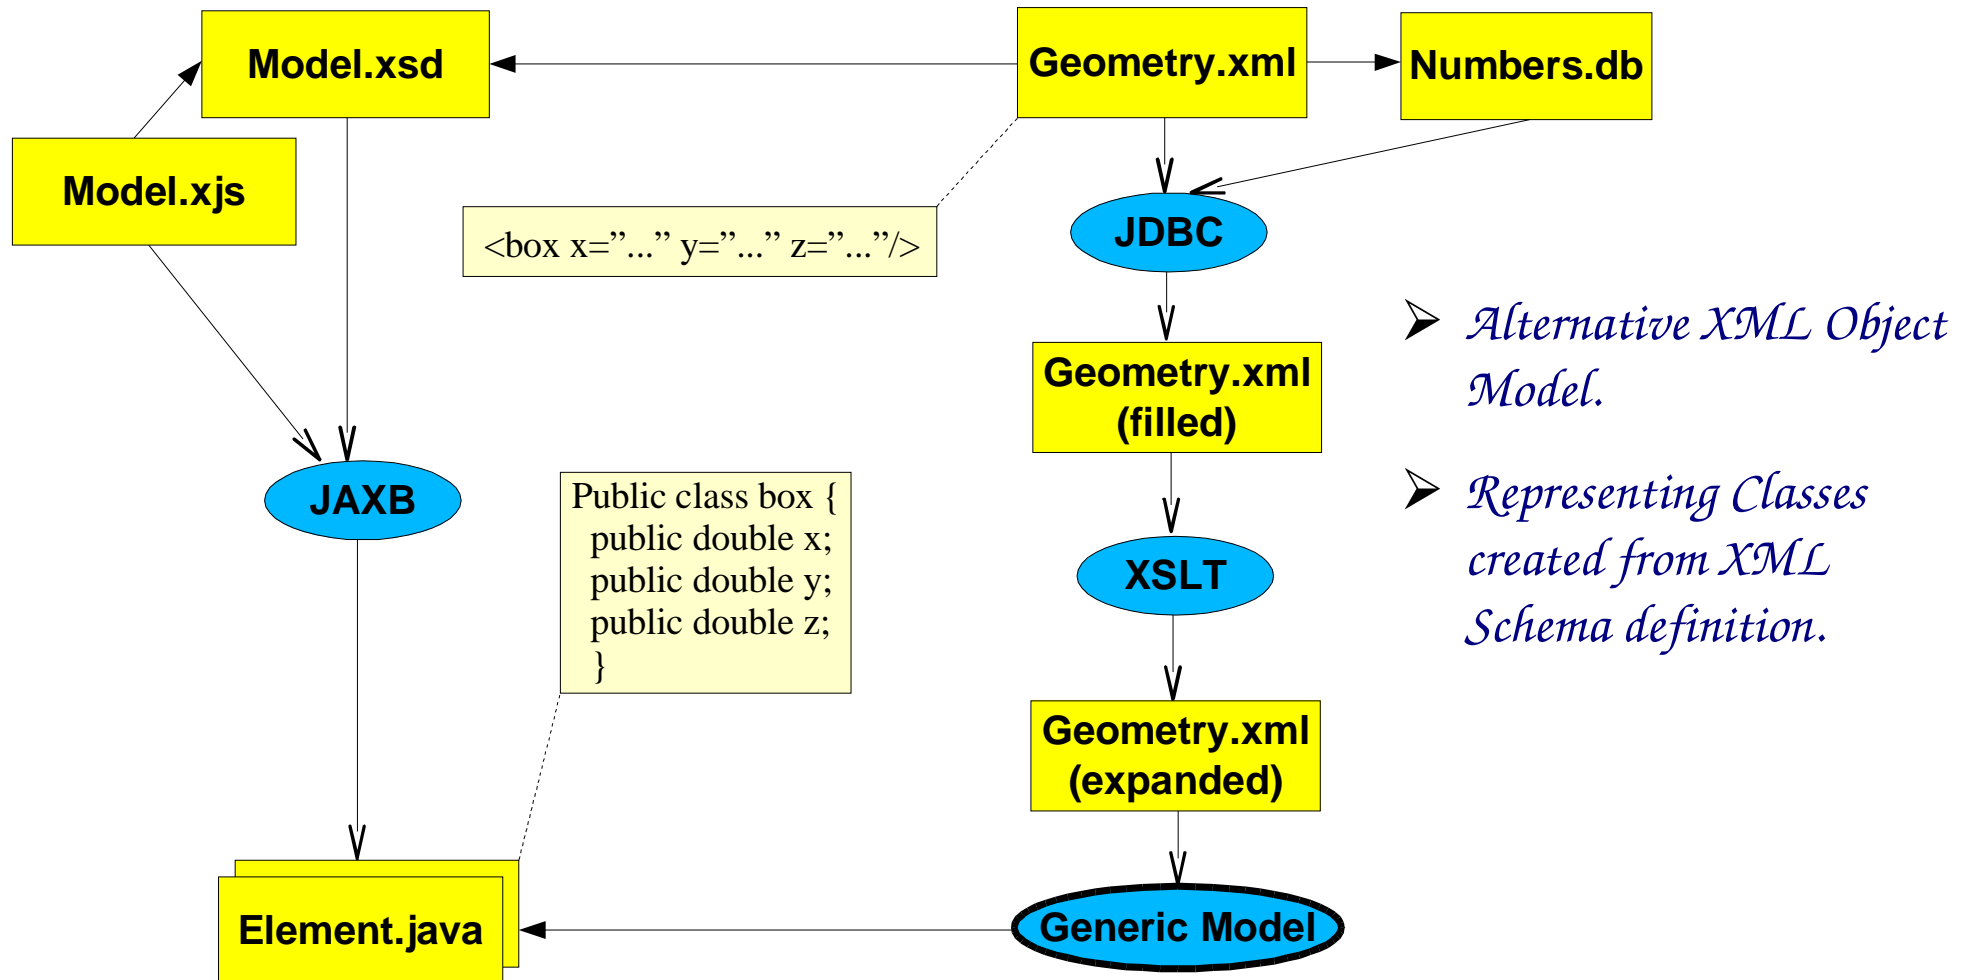 Model.xsd
Geometry.xml
Numbers.db
Model.xjs
<box x=”...” y=”...” z=”...”/>
JDBC
Geometry.xml
(filled)
➢ Alternative XML Object
Model.
JAXB
Public class box {
public double x;
public double y;
public double z;
}
➢ Representing Classes
created from XML
Schema definition.
XSLT
Geometry.xml
(expanded)
Element.java
Generic Model